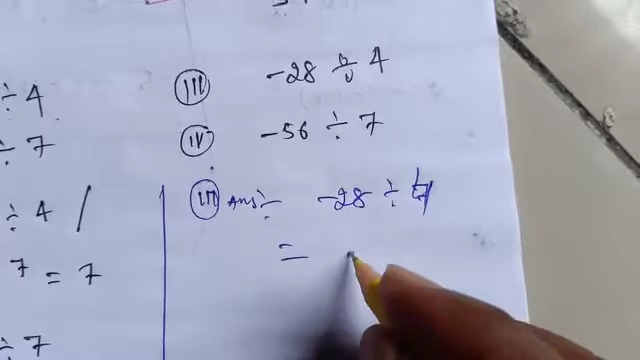 ÷ 4
÷ 7
÷ 4 /
7 = 7
÷ 7
(III) -28 ÷ 4
(IV) -56 ÷ 7
(III) Ans:- -28 ÷ 4
=